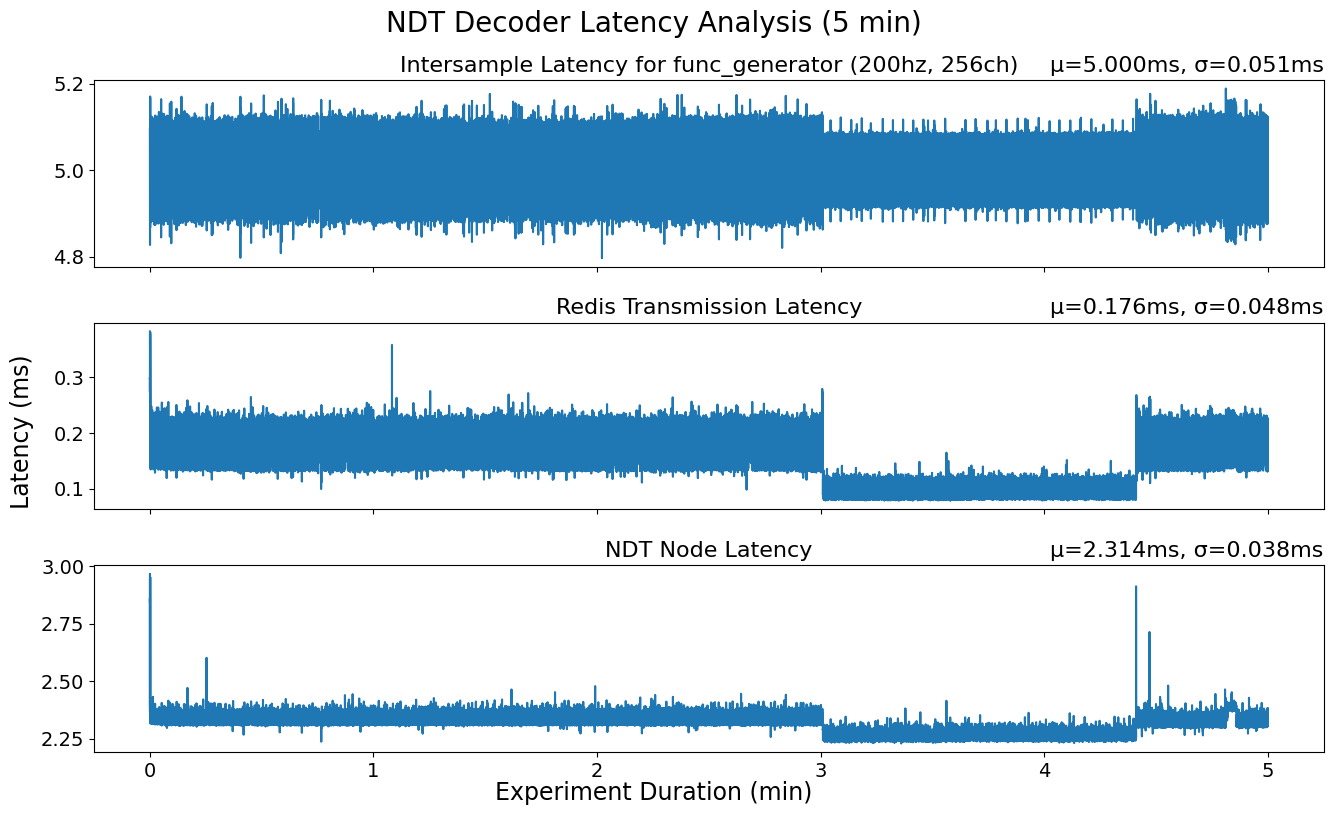 NDT Decoder Latency Analysis (5 min)
Intersample Latency for func_generator (200hz, 256ch) μ=5.000ms, σ=0.051ms
5.2
5.0
4.8
Redis Transmission Latency μ=0.176ms, σ=0.048ms
0.3
0.2
0.1
Latency (ms)
NDT Node Latency μ=2.314ms, σ=0.038ms
3.00
2.75
2.50
2.25
0 1 2 3 4 5
Experiment Duration (min)